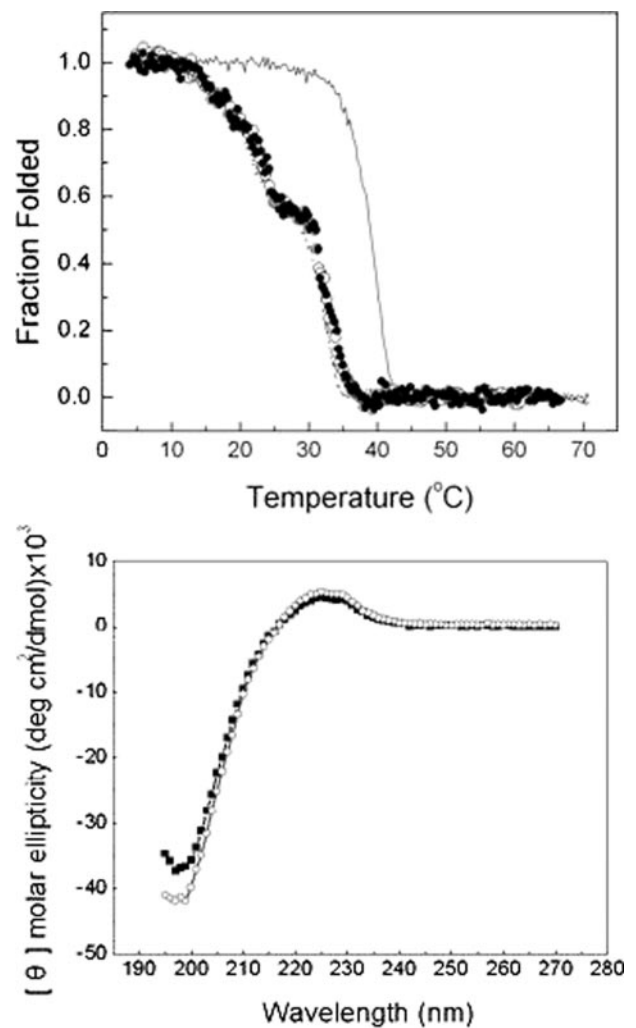 1.0
0.8
0.6
0.4
0.2
0.0
Fraction Folded
0 10 20 30 40 50 60 70
Temperature (°C)
10
0
-10
-20
-30
-40
-50
[ θ ] molar ellipticity (deg cm²/dmol)×10⁻³
190 200 210 220 230 240 250 260 270 280
Wavelength (nm)